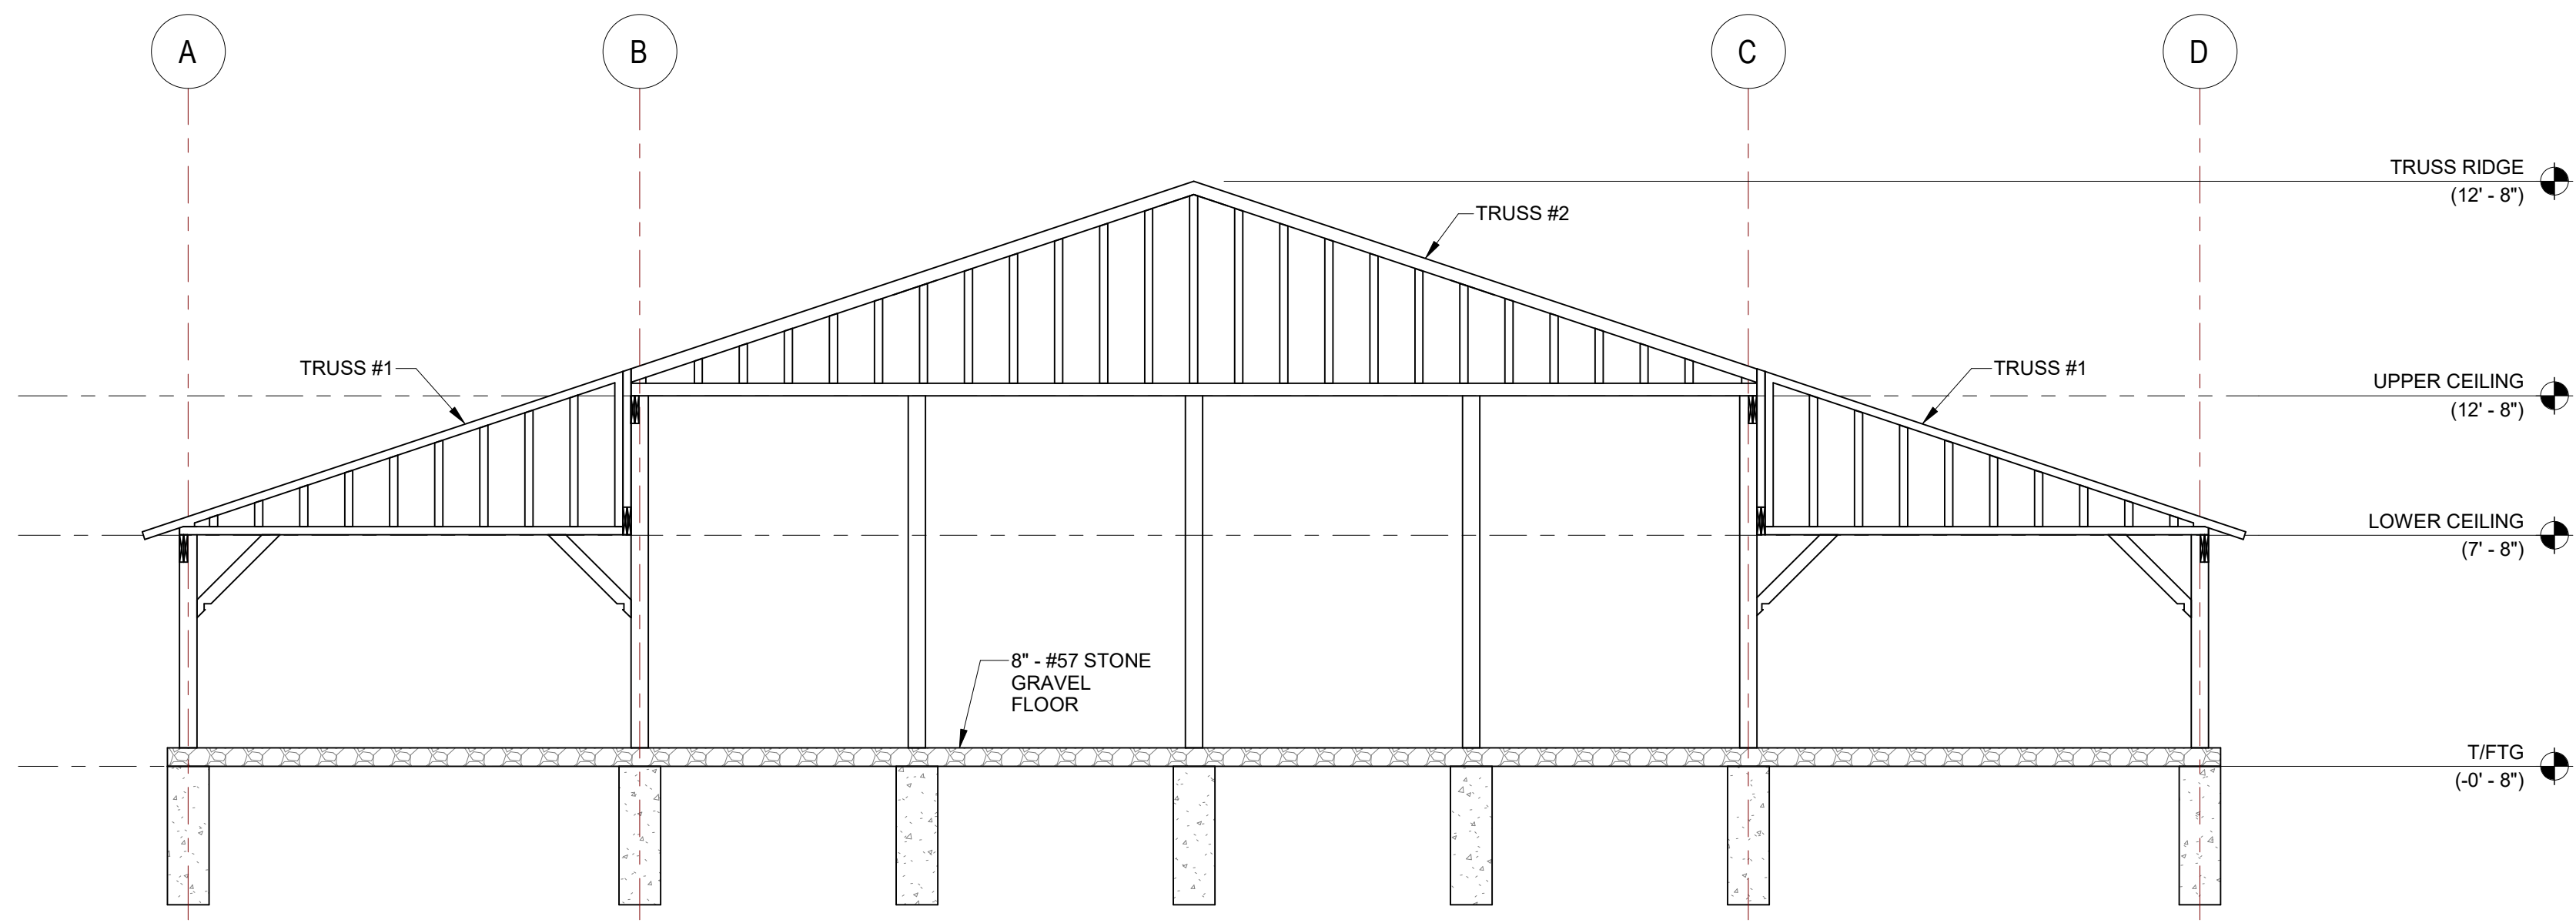 A
B
C
D
TRUSS RIDGE
(12' - 8")
TRUSS #2
TRUSS #1
TRUSS #1
UPPER CEILING
(12' - 8")
LOWER CEILING
(7' - 8")
8" - #57 STONE
GRAVEL
FLOOR
T/FTG
(-0' - 8")